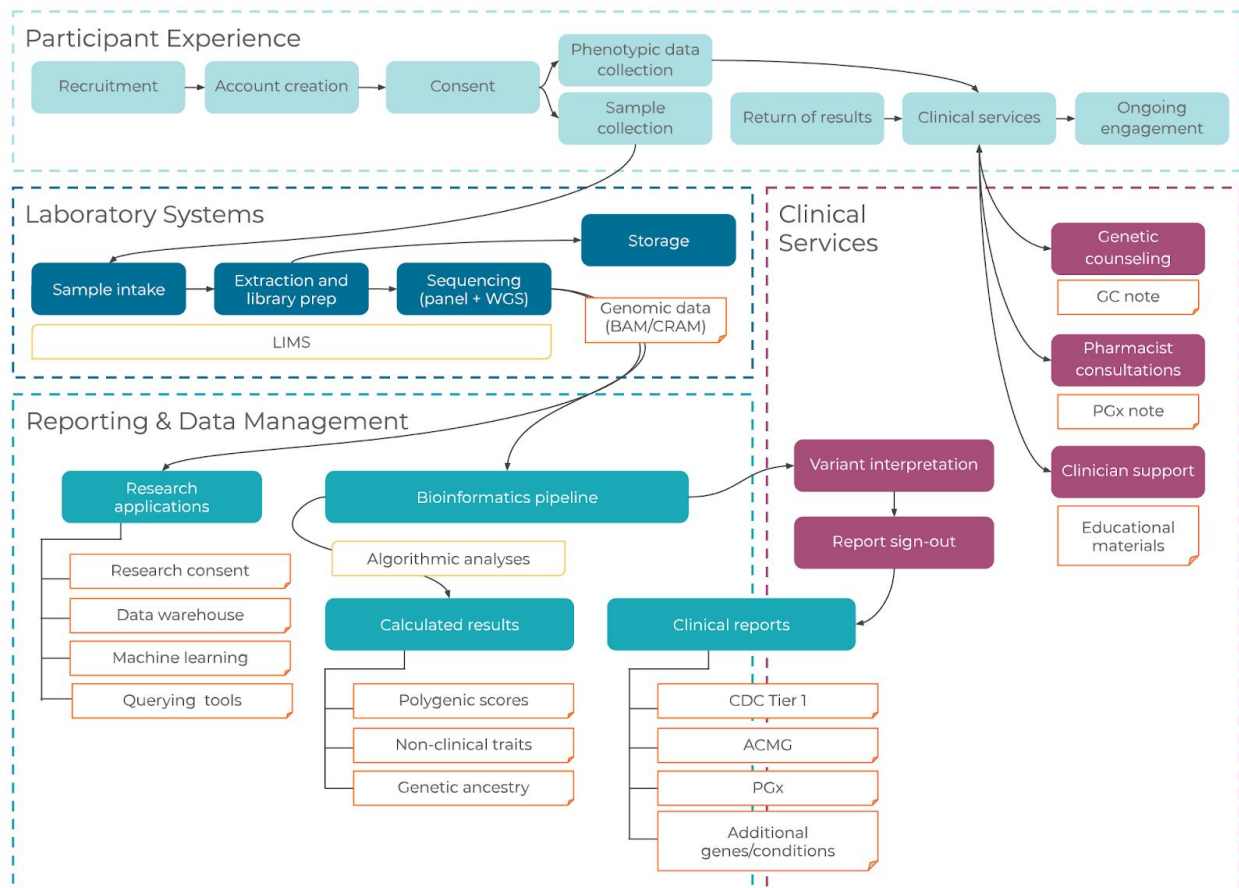 Participant Experience
Recruitment
Account creation
Consent
Phenotypic data
collection
Sample
collection
Return of results
Clinical services
Ongoing
engagement
Laboratory Systems
Storage
Sample intake
Extraction and
library prep
Sequencing
(panel + WGS)
Genomic data
(BAM/CRAM)
LIMS
Clinical
Services
Genetic
counseling
GC note
Pharmacist
consultations
PGx note
Clinician support
Educational
materials
Variant interpretation
Report sign-out
Reporting & Data Management
Research
applications
Research consent
Data warehouse
Machine learning
Querying tools
Bioinformatics pipeline
Algorithmic analyses
Calculated results
Polygenic scores
Non-clinical traits
Genetic ancestry
Clinical reports
CDC Tier 1
ACMG
PGx
Additional
genes/conditions